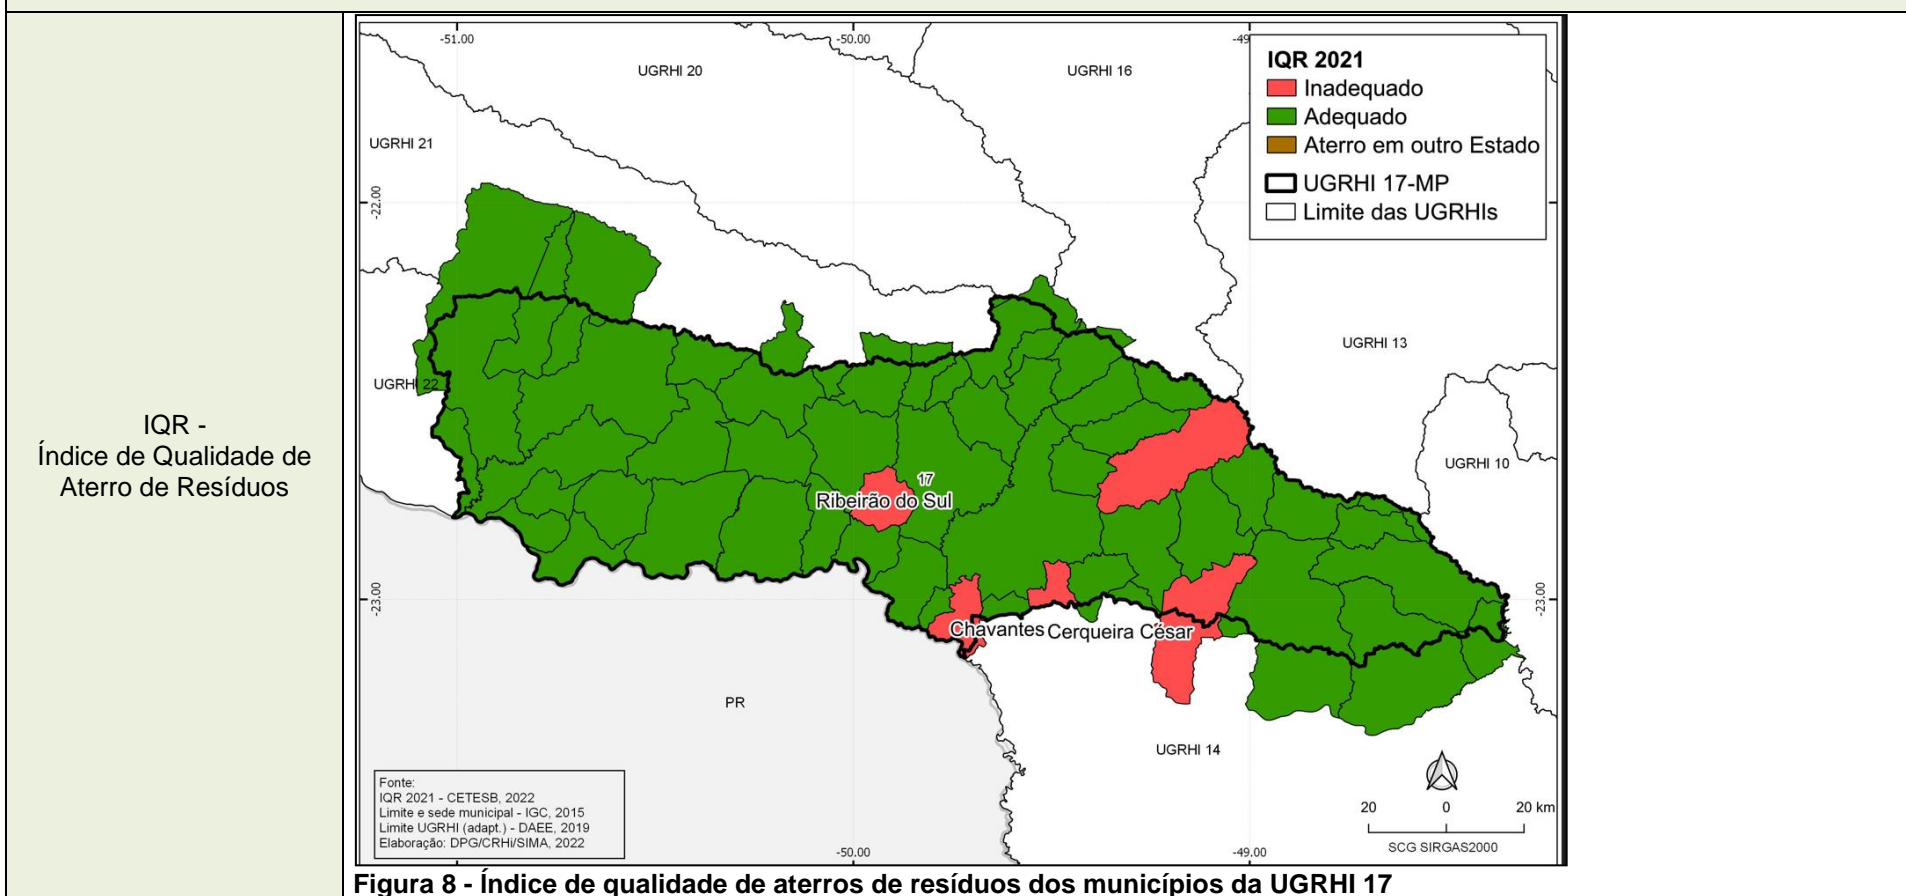 IQR -
Índice de Qualidade de
Aterro de Resíduos
-51.00
-50.00
-49
UGRHI 20
UGRHI 16
UGRHI 21
-22.00
IQR 2021
Inadequado
Adequado
Aterro em outro Estado
UGRHI 17-MP
Limite das UGRHIs
UGRHI 13
UGRHI 22
UGRHI 10
17
Ribeirão do Sul
-23.00
-23.00
Chavantes
Cerqueira César
PR
UGRHI 14
Fonte:
IQR 2021 - CETESB, 2022
Limite e sede municipal - IGC, 2015
Limite UGRHI (adapt.) - DAEE, 2019
Elaboração: DPG/CRHi/SIMA, 2022
20 0 20 km
SCG SIRGAS2000
-50.00
-49.00
Figura 8 - Índice de qualidade de aterros de resíduos dos municípios da UGRHI 17